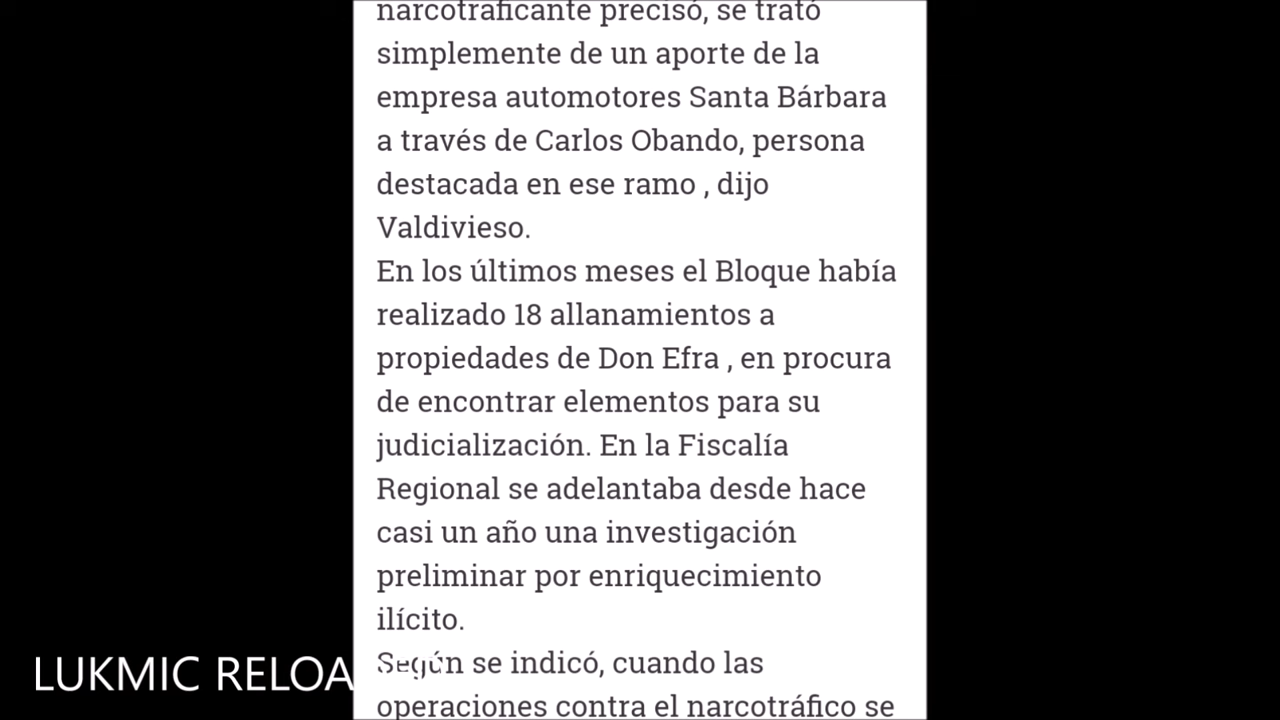 narcotraficante precisó, se trató
simplemente de un aporte de la
empresa automotores Santa Bárbara
a través de Carlos Obando, persona
destacada en ese ramo , dijo
Valdivieso.
En los últimos meses el Bloque había
realizado 18 allanamientos a
propiedades de Don Efra , en procura
de encontrar elementos para su
judicialización. En la Fiscalía
Regional se adelantaba desde hace
casi un año una investigación
preliminar por enriquecimiento
ilícito.
Según se indicó, cuando las
operaciones contra el narcotráfico se
LUKMIC RELOA